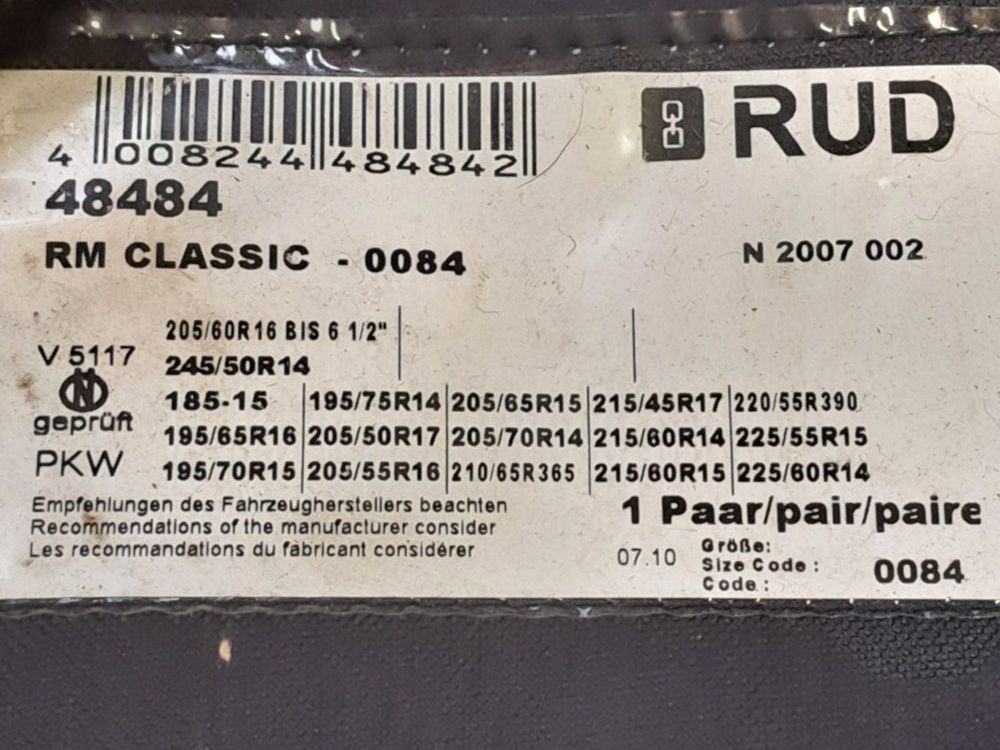 RUD
4 008244 484842
48484
RM CLASSIC - 0084
N 2007 002
205/60R16 BIS 6 1/2"
V 5117
245/50R14
185-15 195/75R14 205/65R15 215/45R17 220/55R390
geprüft
195/65R16 205/50R17 205/70R14 215/60R14 225/55R15
PKW
195/70R15 205/55R16 210/65R365 215/60R15 225/60R14
Empfehlungen des Fahrzeugherstellers beachten
Recommendations of the manufacturer consider
Les recommandations du fabricant considérer
1 Paar/pair/paire
07.10
Größe:
Size Code : 0084
Code :